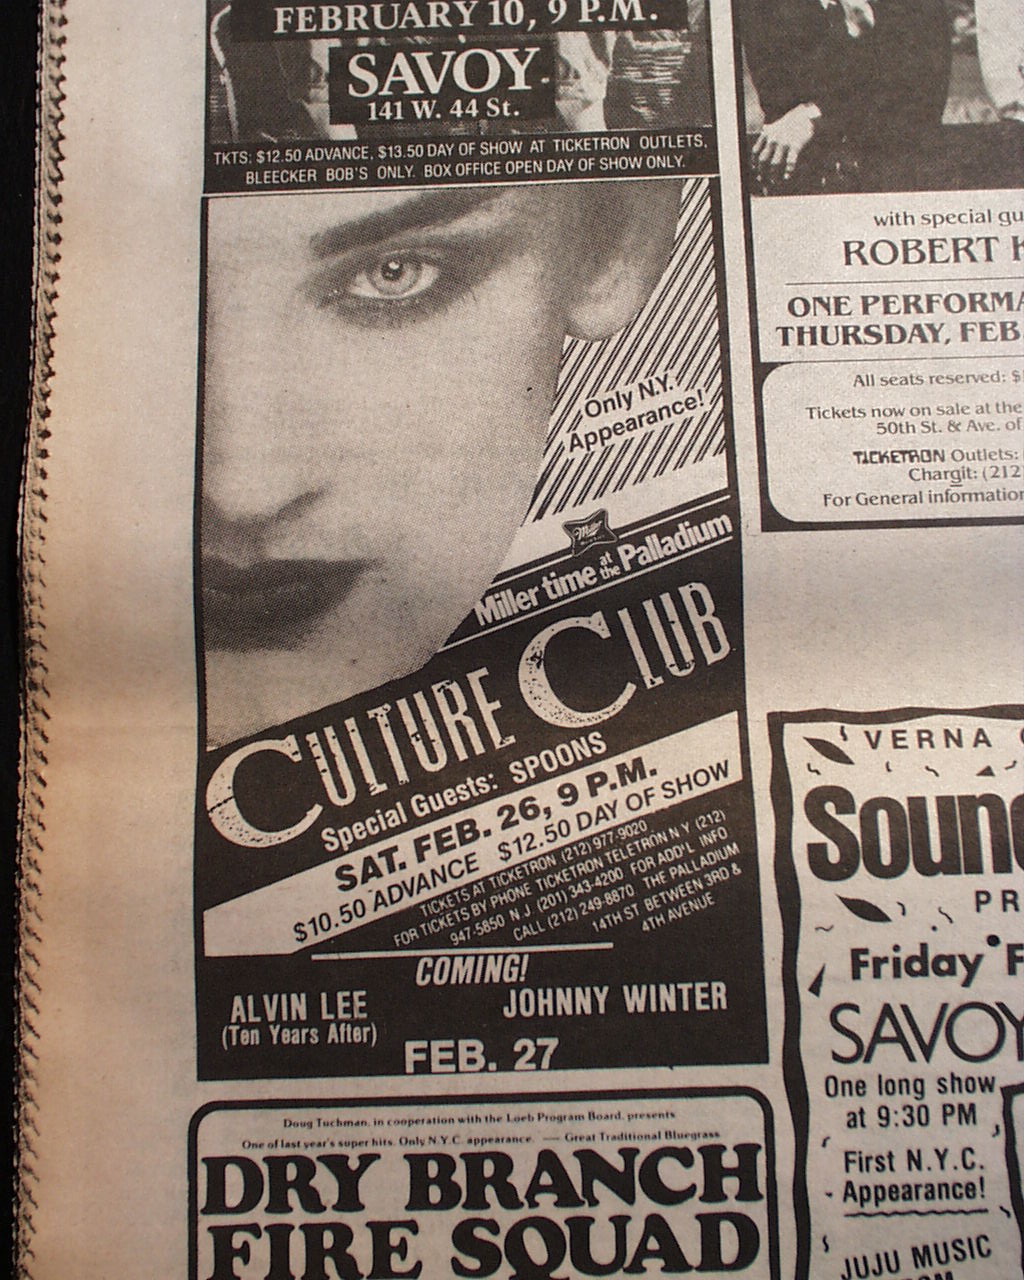 FEBRUARY 10, 9 P.M.
SAVOY
141 W. 44 St.
TKTS: $12.50 ADVANCE, $13.50 DAY OF SHOW AT TICKETRON OUTLETS,
BLEECKER BOB'S ONLY. BOX OFFICE OPEN DAY OF SHOW ONLY.
Only N.Y.
Appearance!
Miller
Miller time at the Palladium
CULTURE CLUB
Special Guests: SPOONS
SAT. FEB. 26, 9 P.M.
$10.50 ADVANCE $12.50 DAY OF SHOW
TICKETS AT TICKETRON (212) 977-9020
FOR TICKETS BY PHONE TICKETRON TELETRON N Y (212)
947-5850 N J (201) 343-4200 FOR ADD'L INFO
CALL (212) 249-8870 THE PALLADIUM
14TH ST BETWEEN 3RD &
4TH AVENUE
COMING!
ALVIN LEE
(Ten Years After)
JOHNNY WINTER
FEB. 27
Doug Tuchman, in cooperation with the Loeb Program Board, presents
One of last year's super hits. Only N.Y.C. appearance. — Great Traditional Bluegrass
DRY BRANCH
FIRE SQUAD
with special gu
ROBERT K
ONE PERFORMA
THURSDAY, FEB.
All seats reserved: $
Tickets now on sale at the
50th St. & Ave. of
TICKETRON Outlets:
Chargit: (212
For General information
VERNA
Soun
PR
Friday F
SAVOY
One long show
at 9:30 PM
First N.Y.C.
Appearance!
JUJU MUSIC